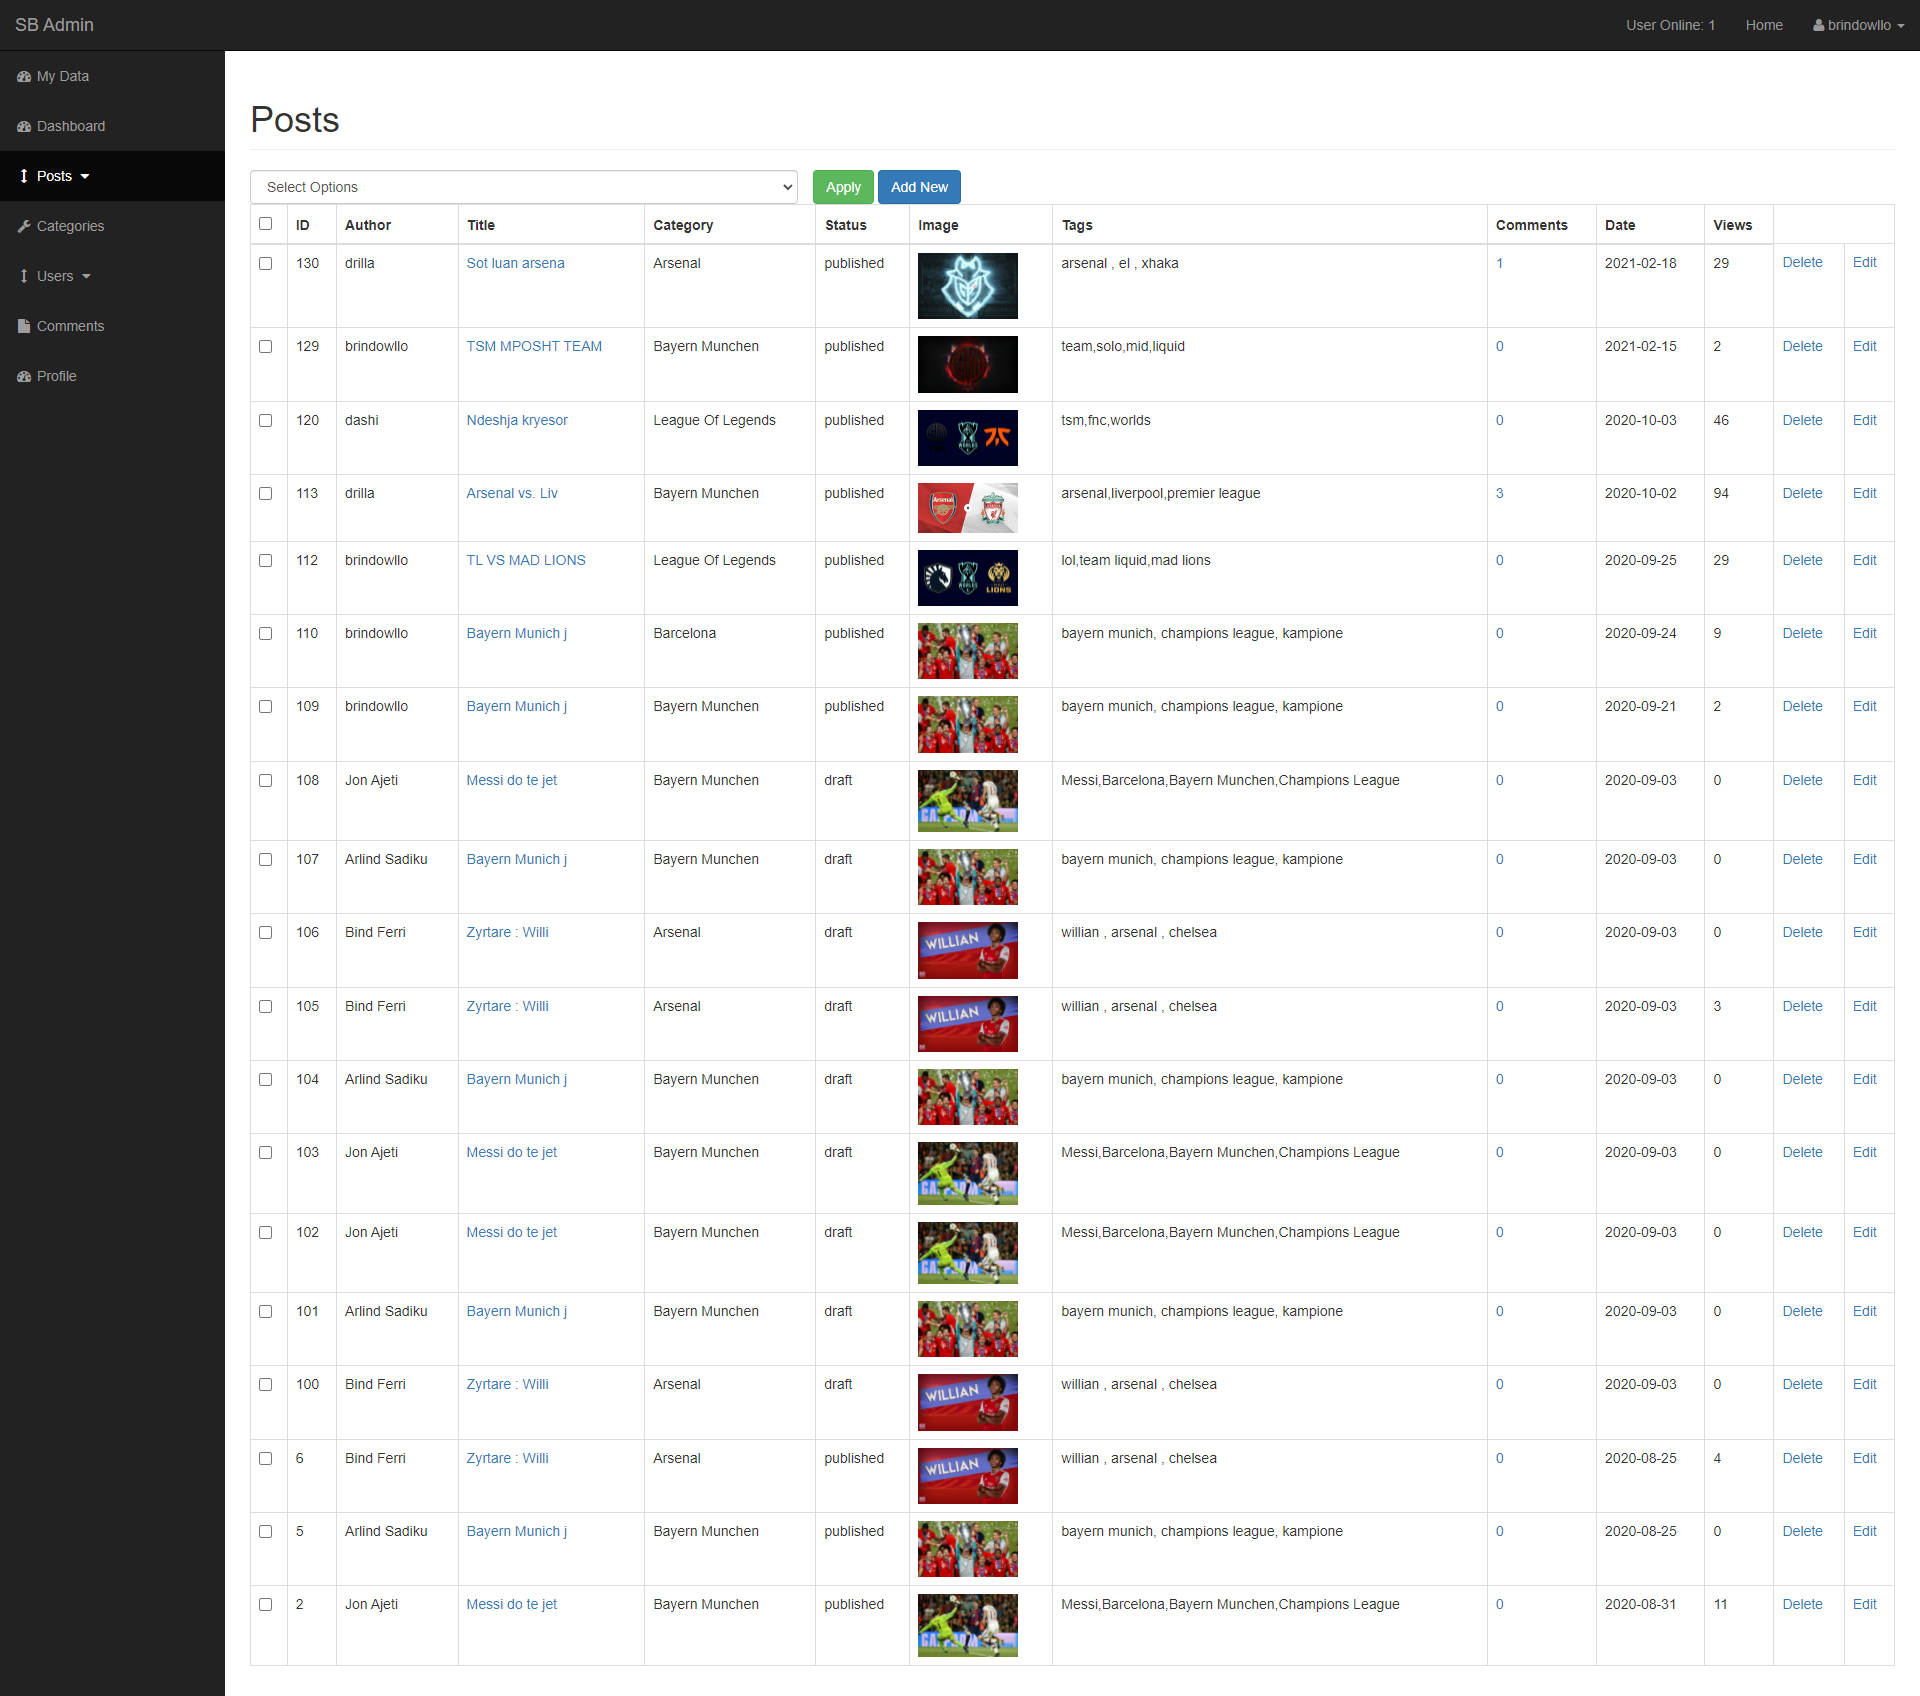 SB Admin User Online: 1 Home brindowllo
My Data
Dashboard
Posts
Categories
Users
Comments
Profile
Posts
Select Options Apply Add New
ID Author Title Category Status Image Tags Comments Date Views
130 drilla Sot luan arsena Arsenal published arsenal , el , xhaka 1 2021-02-18 29 Delete Edit
129 brindowllo TSM MPOSHT TEAM Bayern Munchen published team,solo,mid,liquid 0 2021-02-15 2 Delete Edit
120 dashi Ndeshja kryesor League Of Legends published tsm,fnc,worlds 0 2020-10-03 46 Delete Edit
113 drilla Arsenal vs. Liv Bayern Munchen published Arsenal arsenal,liverpool,premier league 3 2020-10-02 94 Delete Edit
112 brindowllo TL VS MAD LIONS League Of Legends published LIONS lol,team liquid,mad lions 0 2020-09-25 29 Delete Edit
110 brindowllo Bayern Munich j Barcelona published bayern munich, champions league, kampione 0 2020-09-24 9 Delete Edit
109 brindowllo Bayern Munich j Bayern Munchen published bayern munich, champions league, kampione 0 2020-09-21 2 Delete Edit
108 Jon Ajeti Messi do te jet Bayern Munchen draft Messi,Barcelona,Bayern Munchen,Champions League 0 2020-09-03 0 Delete Edit
107 Arlind Sadiku Bayern Munich j Bayern Munchen draft bayern munich, champions league, kampione 0 2020-09-03 0 Delete Edit
106 Bind Ferri Zyrtare : Willi Arsenal draft WILLIAN willian , arsenal , chelsea 0 2020-09-03 0 Delete Edit
105 Bind Ferri Zyrtare : Willi Arsenal draft WILLIAN willian , arsenal , chelsea 0 2020-09-03 3 Delete Edit
104 Arlind Sadiku Bayern Munich j Bayern Munchen draft bayern munich, champions league, kampione 0 2020-09-03 0 Delete Edit
103 Jon Ajeti Messi do te jet Bayern Munchen draft Messi,Barcelona,Bayern Munchen,Champions League 0 2020-09-03 0 Delete Edit
102 Jon Ajeti Messi do te jet Bayern Munchen draft Messi,Barcelona,Bayern Munchen,Champions League 0 2020-09-03 0 Delete Edit
101 Arlind Sadiku Bayern Munich j Bayern Munchen draft bayern munich, champions league, kampione 0 2020-09-03 0 Delete Edit
100 Bind Ferri Zyrtare : Willi Arsenal draft WILLIAN willian , arsenal , chelsea 0 2020-09-03 0 Delete Edit
6 Bind Ferri Zyrtare : Willi Arsenal published WILLIAN willian , arsenal , chelsea 0 2020-08-25 4 Delete Edit
5 Arlind Sadiku Bayern Munich j Bayern Munchen published bayern munich, champions league, kampione 0 2020-08-25 0 Delete Edit
2 Jon Ajeti Messi do te jet Bayern Munchen published Messi,Barcelona,Bayern Munchen,Champions League 0 2020-08-31 11 Delete Edit